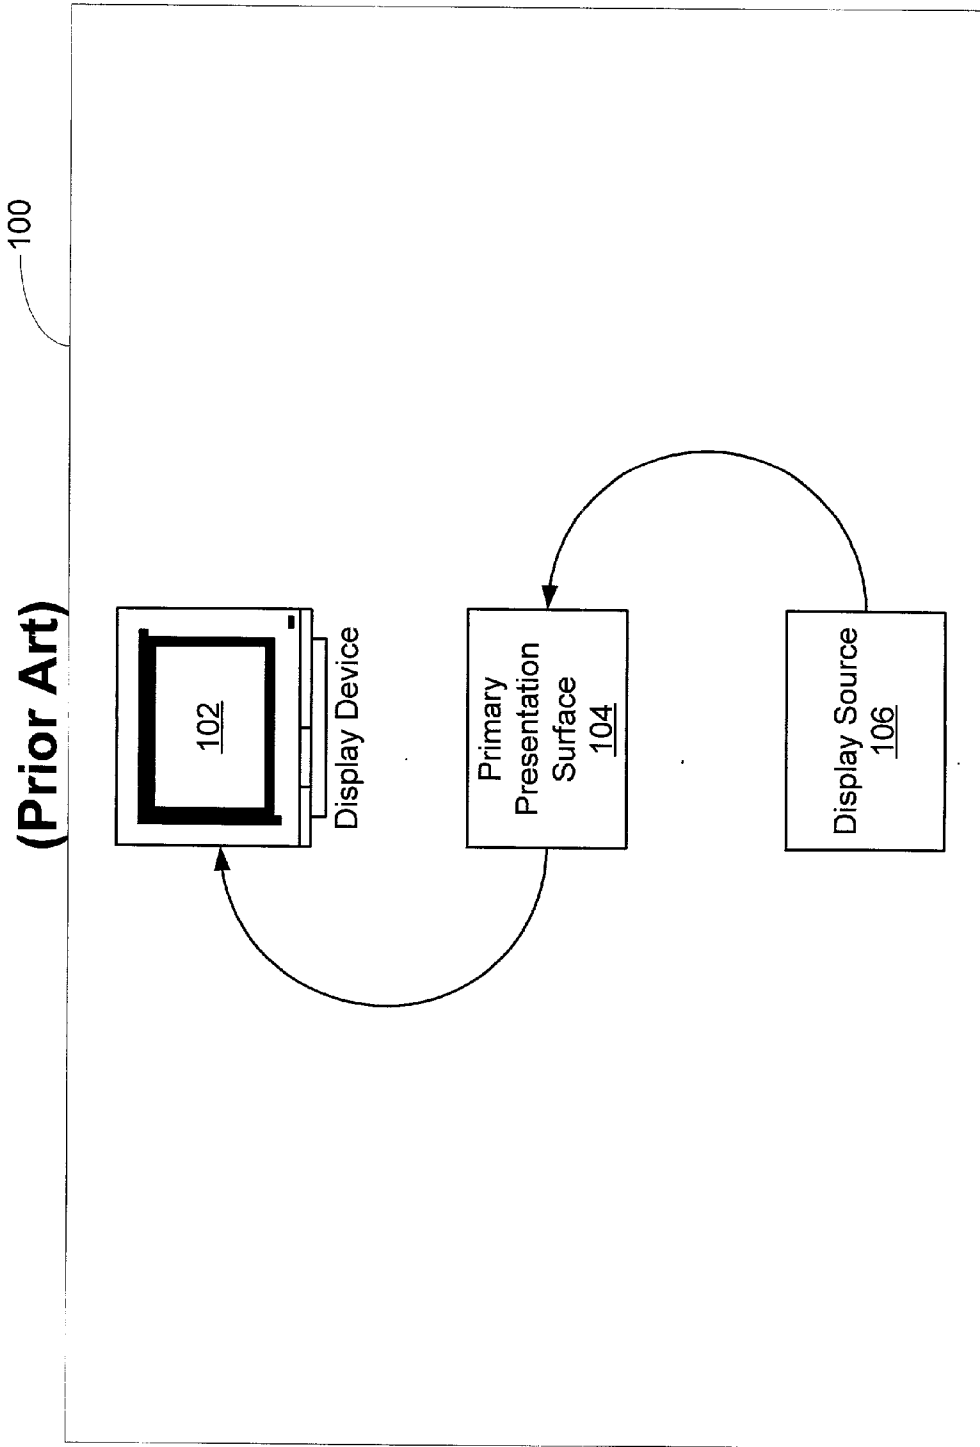 (Prior Art)
100
102
Display Device
Primary
Presentation
Surface
104
Display Source
106